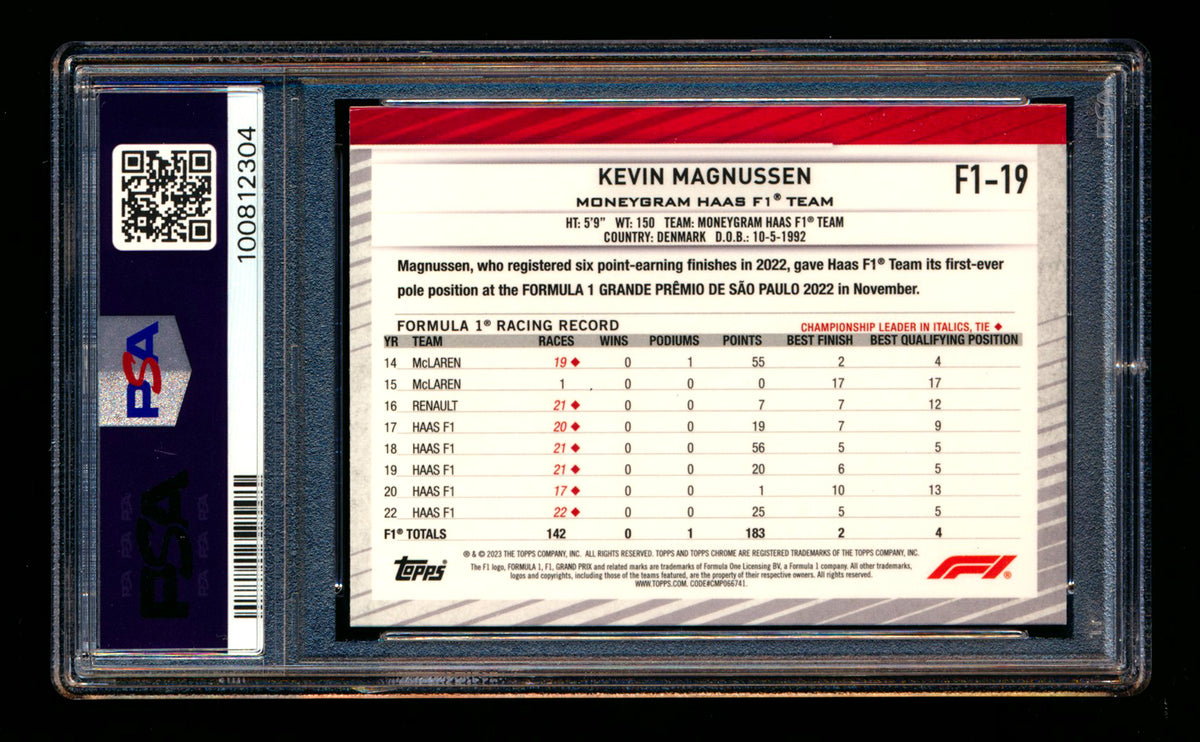 KEVIN MAGNUSSEN
F1-19
MONEYGRAM HAAS F1® TEAM
HT: 5'9" WT: 150 TEAM: MONEYGRAM HAAS F1® TEAM
COUNTRY: DENMARK D.O.B.: 10-5-1992
Magnussen, who registered six point-earning finishes in 2022, gave Haas F1® Team its first-ever
pole position at the FORMULA 1 GRANDE PRÊMIO DE SÃO PAULO 2022 in November.
FORMULA 1® RACING RECORD
CHAMPIONSHIP LEADER IN ITALICS, TIE ◆
YR TEAM RACES WINS PODIUMS POINTS BEST FINISH BEST QUALIFYING POSITION
14 McLAREN 19 ◆ 0 1 55 2 4
15 McLAREN 1 0 0 0 17 17
16 RENAULT 21 ◆ 0 0 7 7 12
17 HAAS F1 20 ◆ 0 0 19 7 9
18 HAAS F1 21 ◆ 0 0 56 5 5
19 HAAS F1 21 ◆ 0 0 20 6 5
20 HAAS F1 17 ◆ 0 0 1 10 13
22 HAAS F1 22 ◆ 0 0 25 5 5
F1® TOTALS 142 0 1 183 2 4
® & © 2023 THE TOPPS COMPANY, INC. ALL RIGHTS RESERVED. TOPPS AND TOPPS CHROME ARE REGISTERED TRADEMARKS OF THE TOPPS COMPANY, INC.
The F1 logo, FORMULA 1, F1, GRAND PRIX and related marks are trademarks of Formula One Licensing BV, a Formula 1 company. All other trademarks,
logos and copyrights, including those of the teams featured, are the property of their respective owners. All rights reserved.
WWW.TOPPS.COM. CODE#CMP066741.
Topps®
F1®
100812304
PSA
PSA
PSA PSA
PSA PSA
PSA PSA